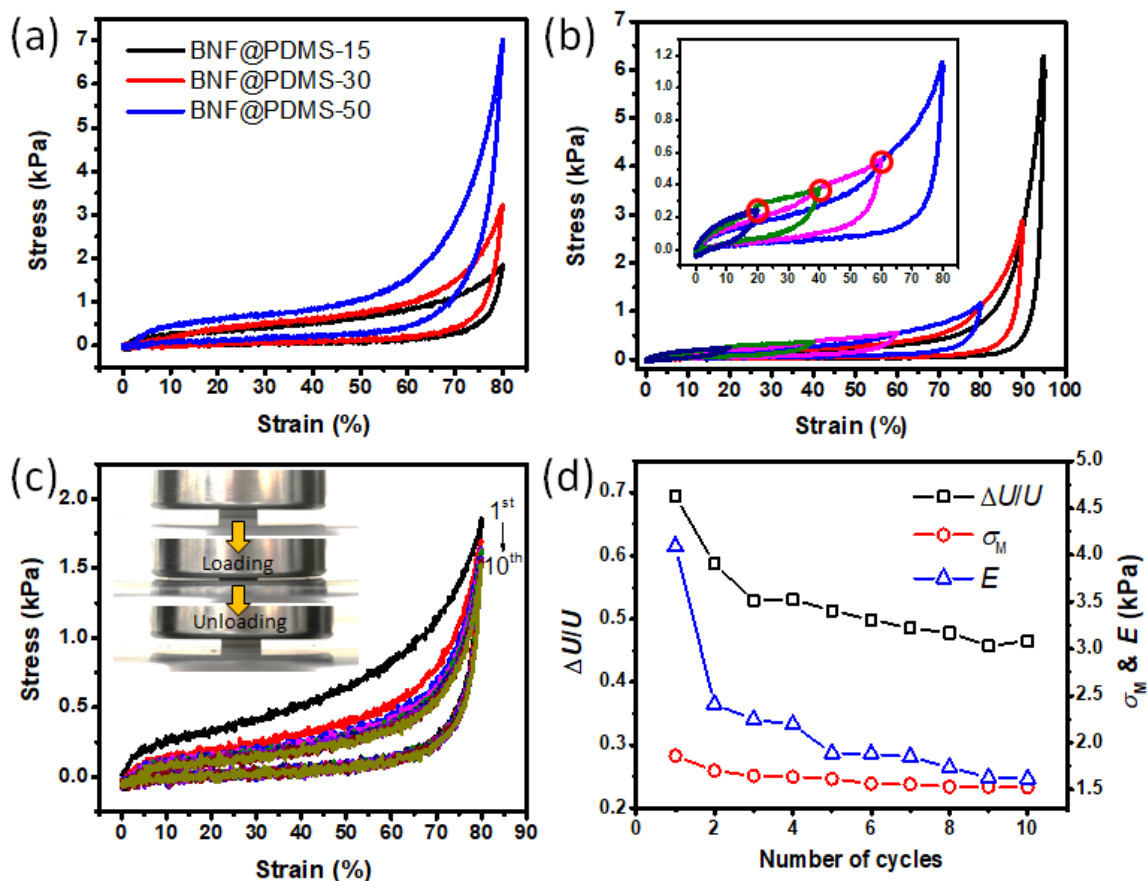 (a)
7
6
5
4
3
2
1
0
Stress (kPa)
BNF@PDMS-15
BNF@PDMS-30
BNF@PDMS-50
0 10 20 30 40 50 60 70 80
Strain (%)
(b)
7
6
5
4
3
2
1
0
Stress (kPa)
1.2
1.0
0.8
0.6
0.4
0.2
0.0
0 10 20 30 40 50 60 70 80
0 10 20 30 40 50 60 70 80 90 100
Strain (%)
(c)
2.0
1.5
1.0
0.5
0.0
Stress (kPa)
Loading
Unloading
1st
10th
0 10 20 30 40 50 60 70 80 90
Strain (%)
(d)
0.7
0.6
0.5
0.4
0.3
0.2
ΔU/U
ΔU/U
σM
E
5.0
4.5
4.0
3.5
3.0
2.5
2.0
1.5
σM & E (kPa)
0 2 4 6 8 10
Number of cycles